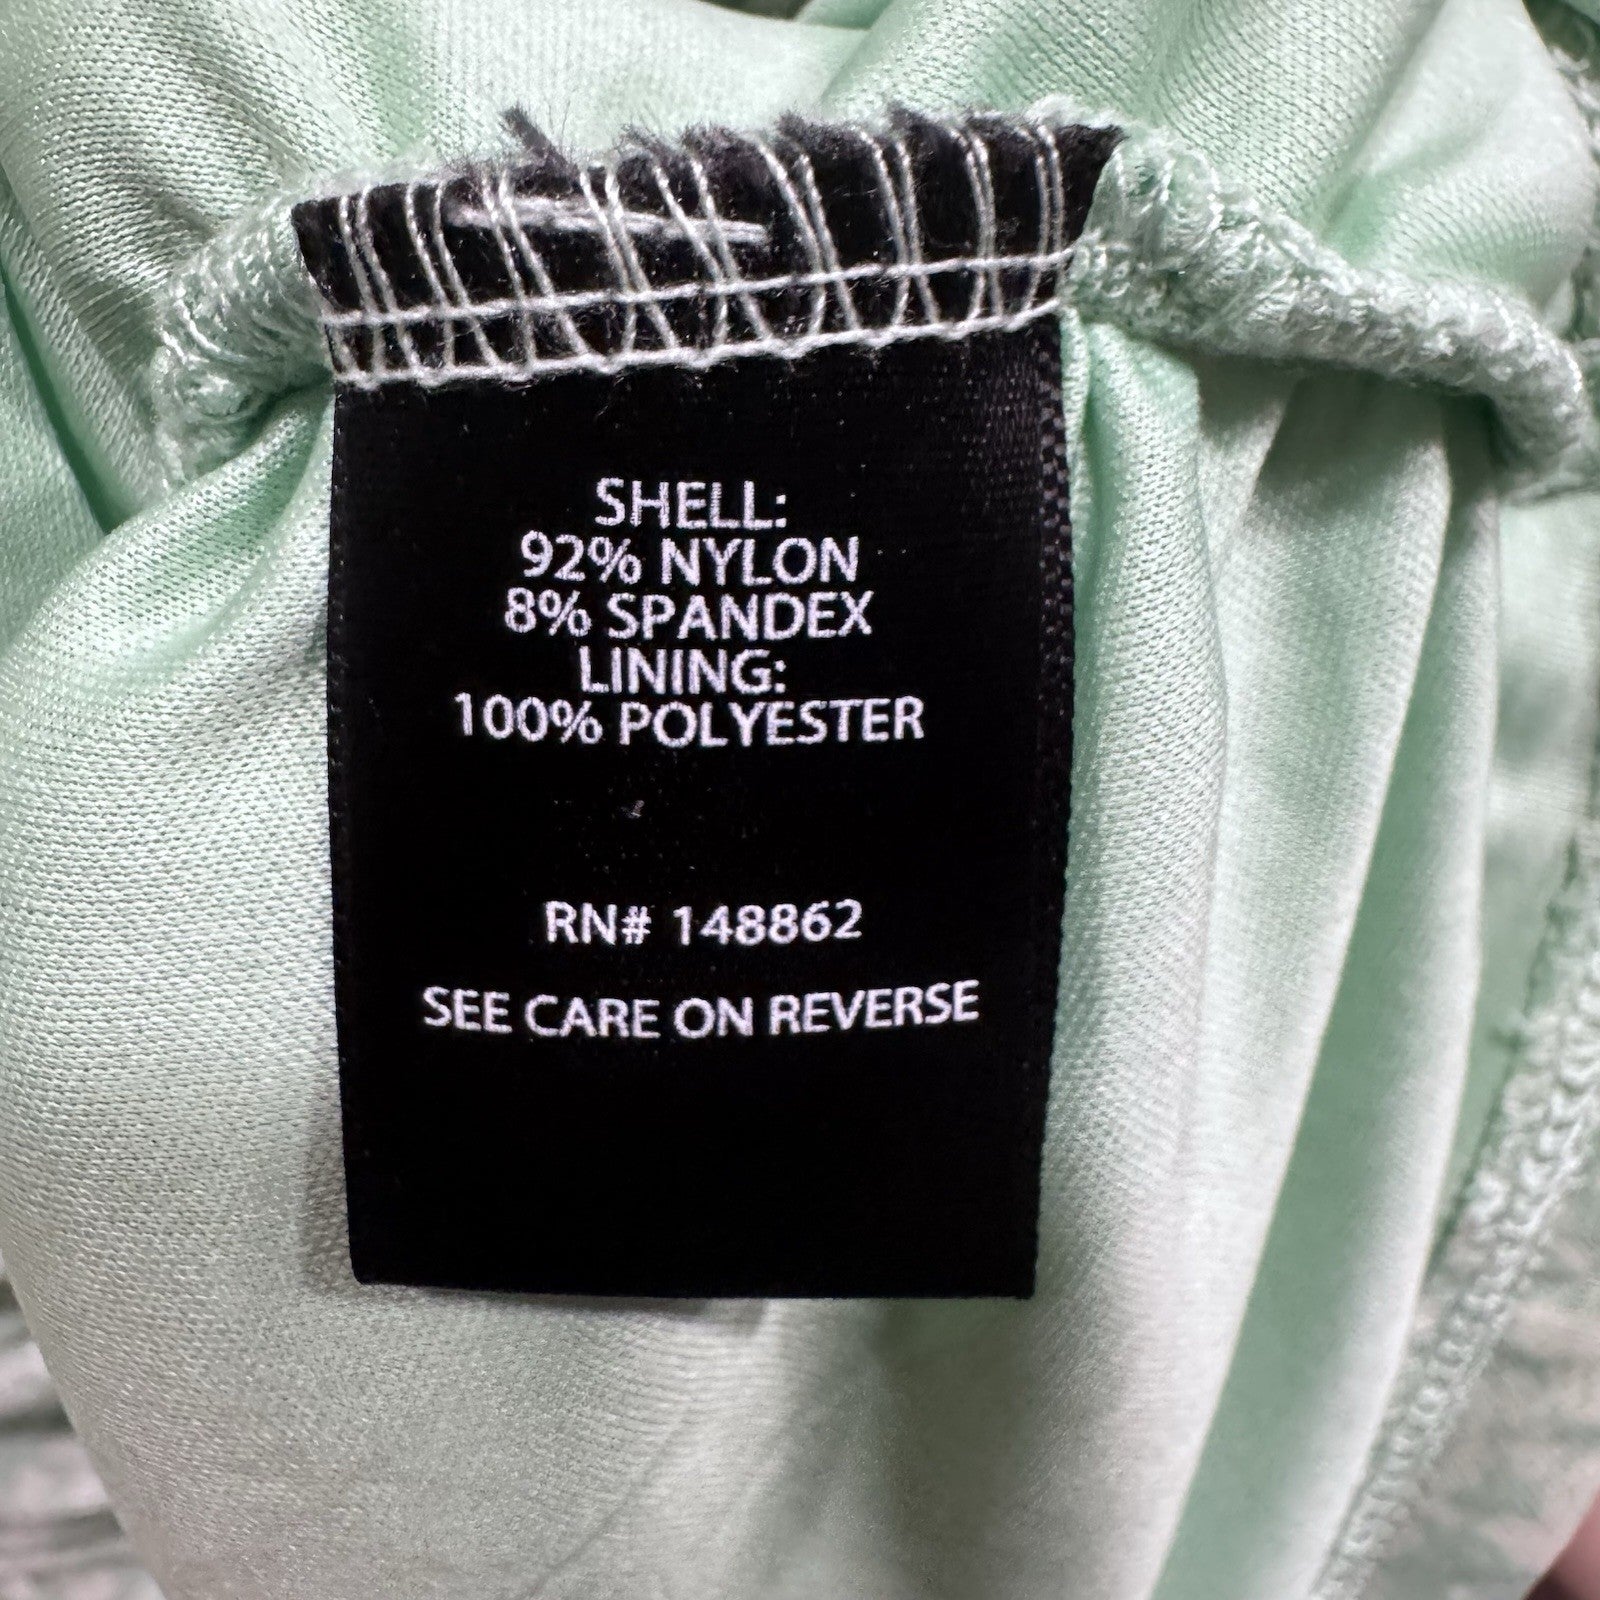 SHELL:
92% NYLON
8% SPANDEX
LINING:
100% POLYESTER
RN# 148862
SEE CARE ON REVERSE